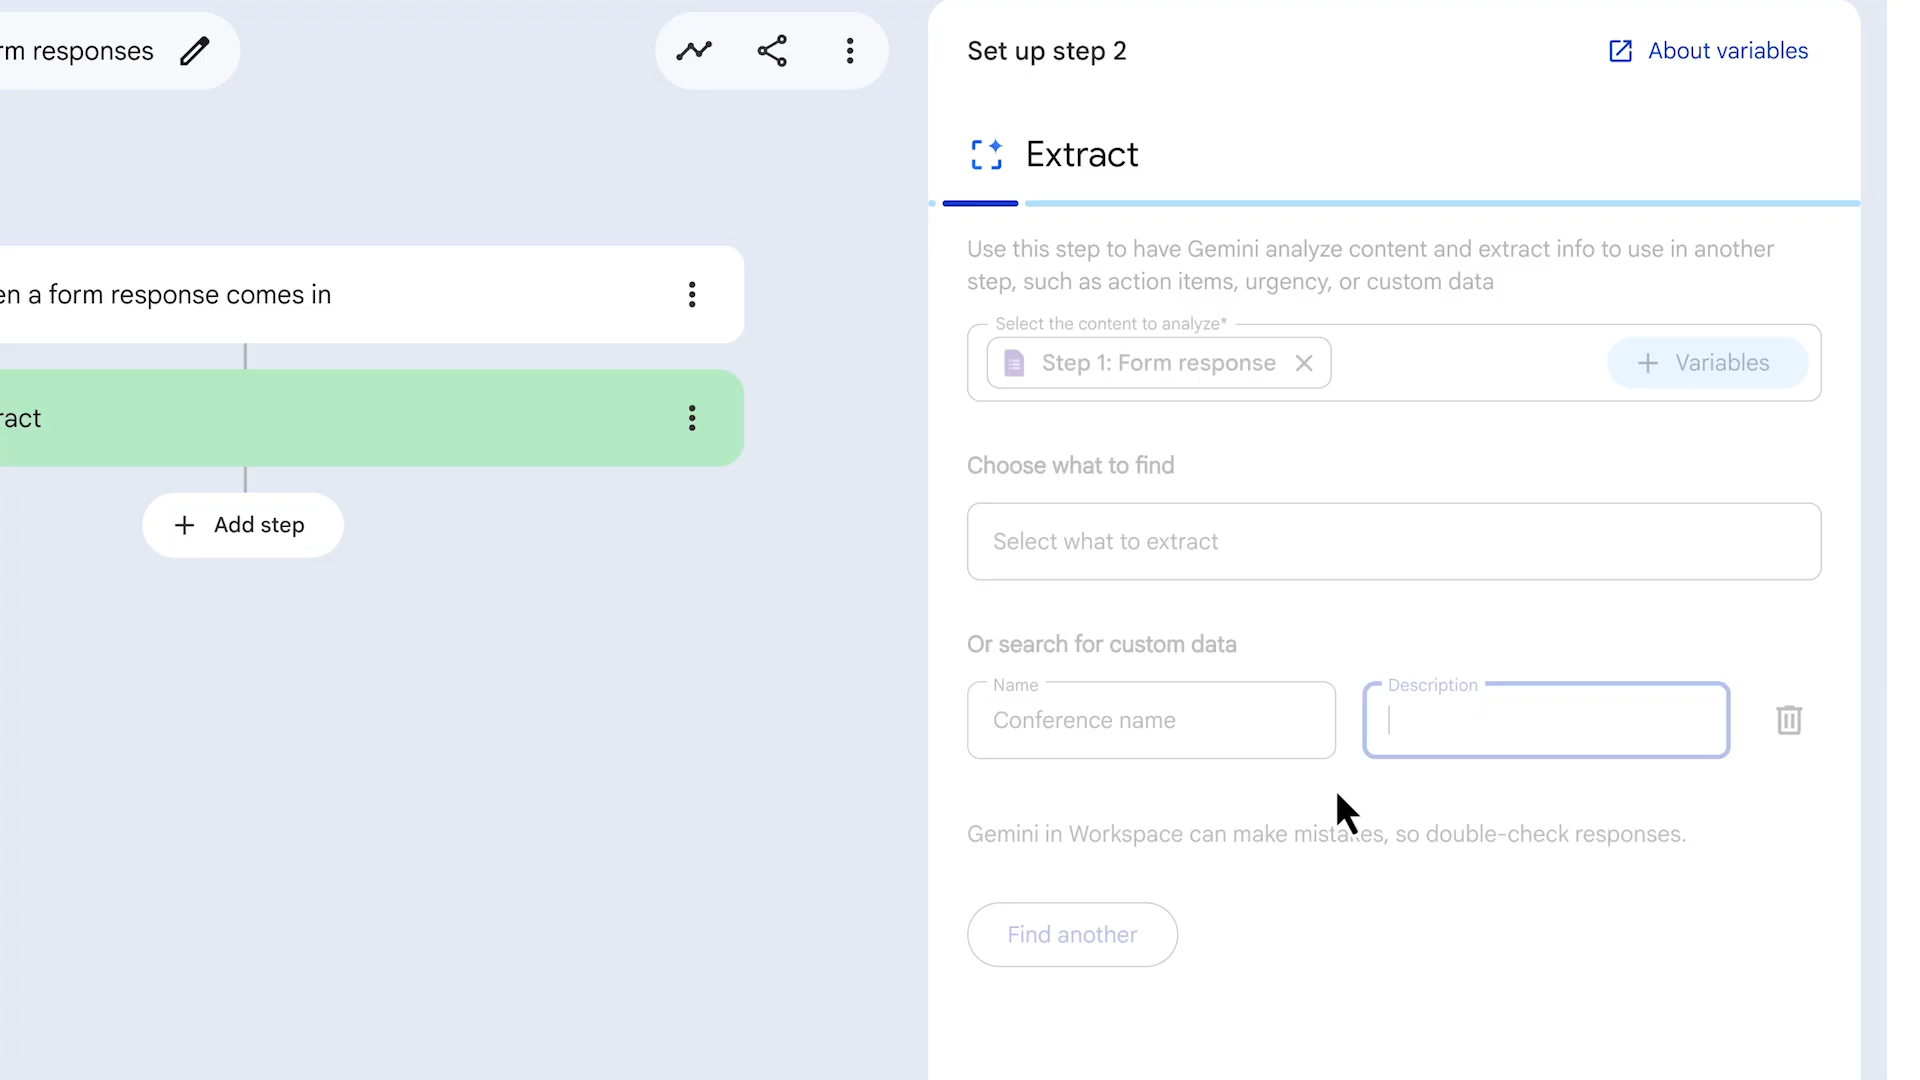 rm responses
en a form response comes in
ract
Add step
Set up step 2
About variables
Extract
Use this step to have Gemini analyze content and extract info to use in another
step, such as action items, urgency, or custom data
Select the content to analyze*
Step 1: Form response
Variables
Choose what to find
Select what to extract
Or search for custom data
Name
Conference name
Description
Gemini in Workspace can make mistakes, so double-check responses.
Find another